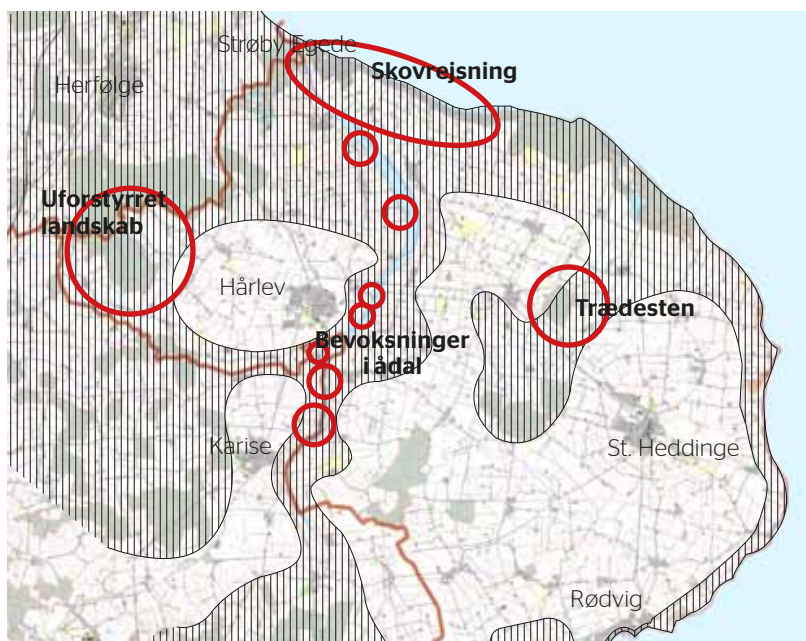 Strøby Egede
Skovrejsning
Herfølge
Uforstyrret
landskab
Hårlev
Trædesten
Bevoksninger
i ådal
St. Heddinge
Karise
Rødvig